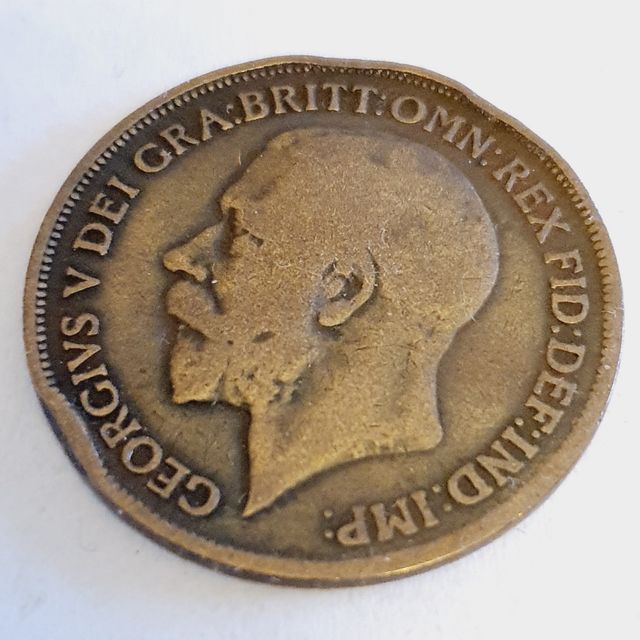 GEORGIVS V DEI GRA:BRITT:OMN:REX FID:DEF:IND:IMP: